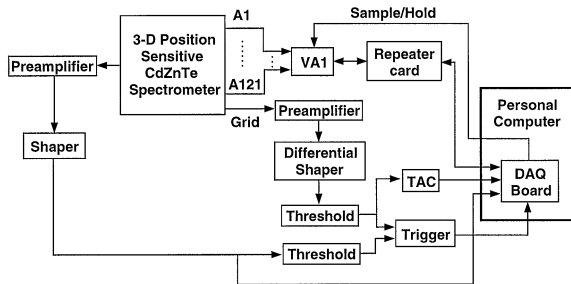 A1
Sample/Hold
3-D Position
Sensitive
CdZnTe
Spectrometer
VA1
Repeater
card
Preamplifier
A121
Grid
Preamplifier
Personal
Computer
Shaper
Differential
Shaper
TAC
DAQ
Board
Threshold
Trigger
Threshold